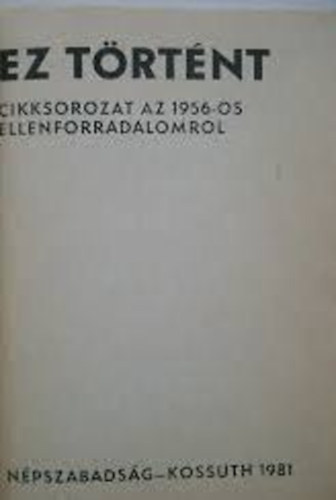 EZ TÖRTÉNT
CIKKSOROZAT AZ 1956-OS
ELLENFORRADALOMRÓL
NÉPSZABADSÁG–KOSSUTH 1981